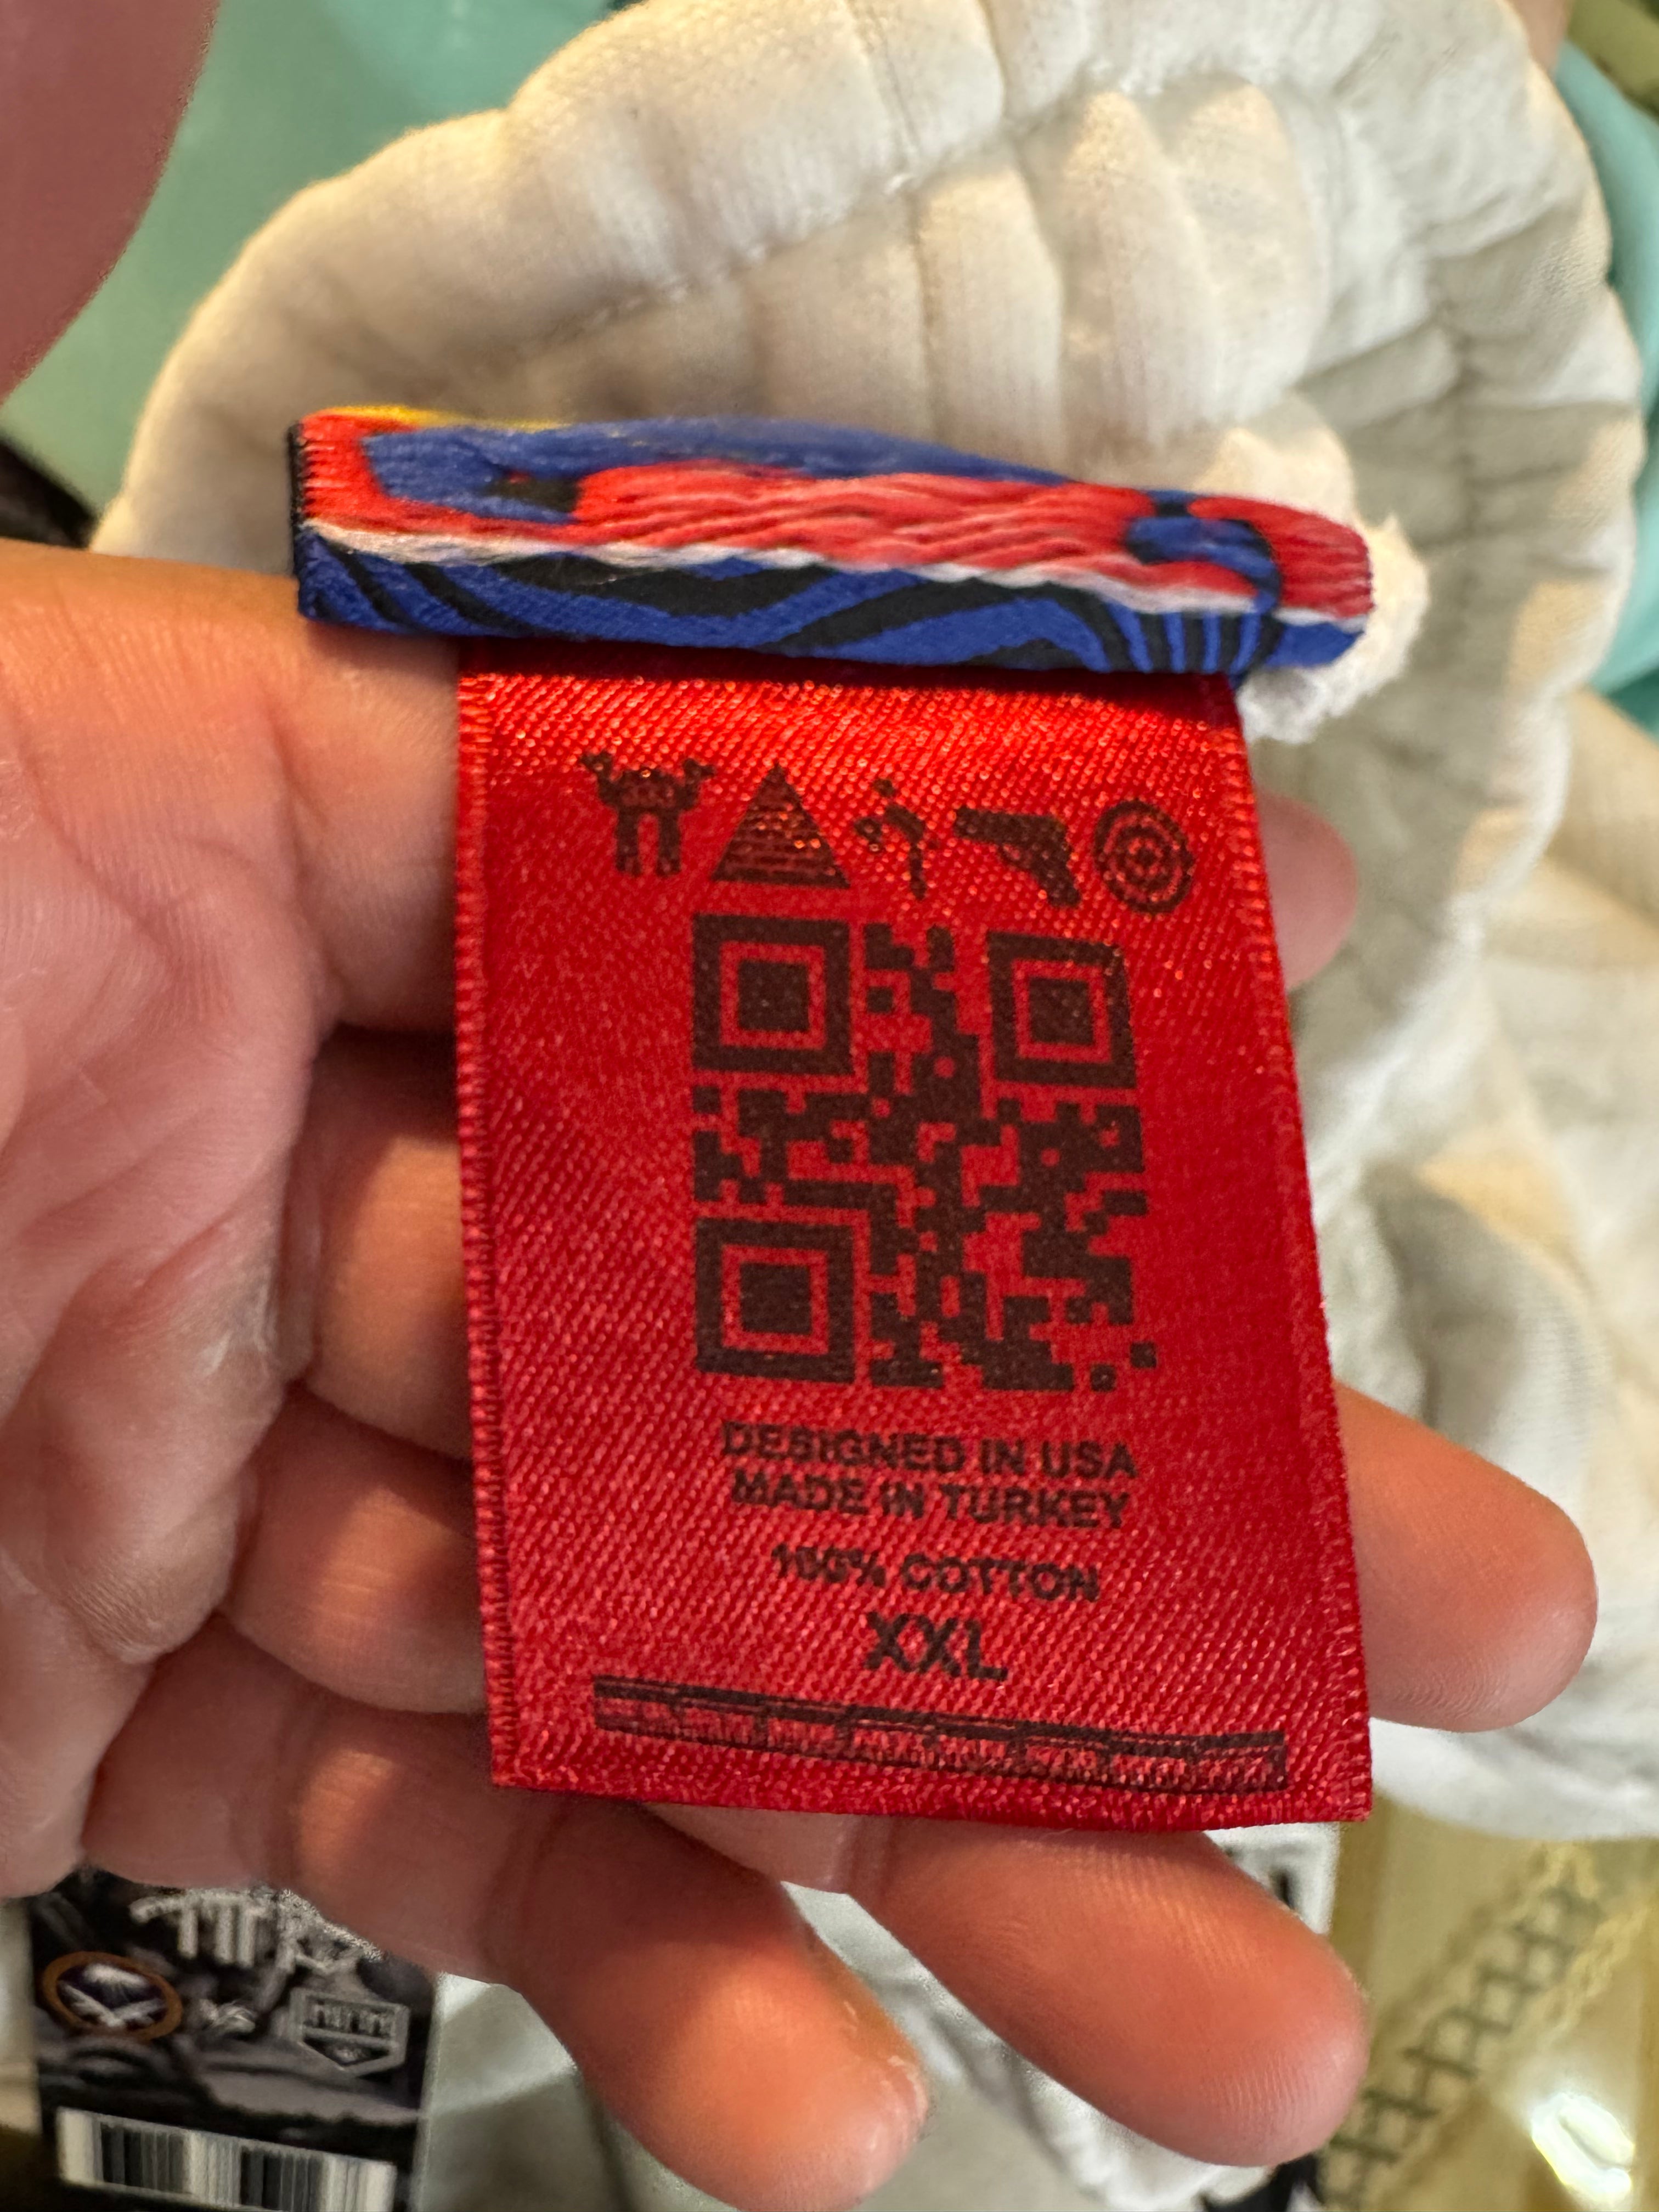 DESIGNED IN USA
MADE IN TURKEY
100% COTTON
XXL